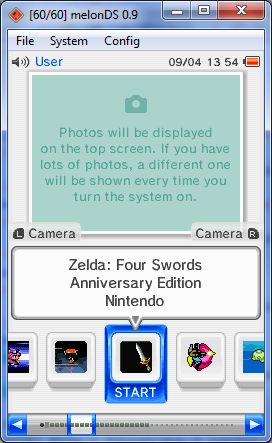 [60/60] melonDS 0.9
File System Config
User 09/04 13 54
Photos will be displayed
on the top screen. If you have
lots of photos, a different one
will be shown every time you
turn the system on.
L Camera Camera R
Zelda: Four Swords
Anniversary Edition
Nintendo
START